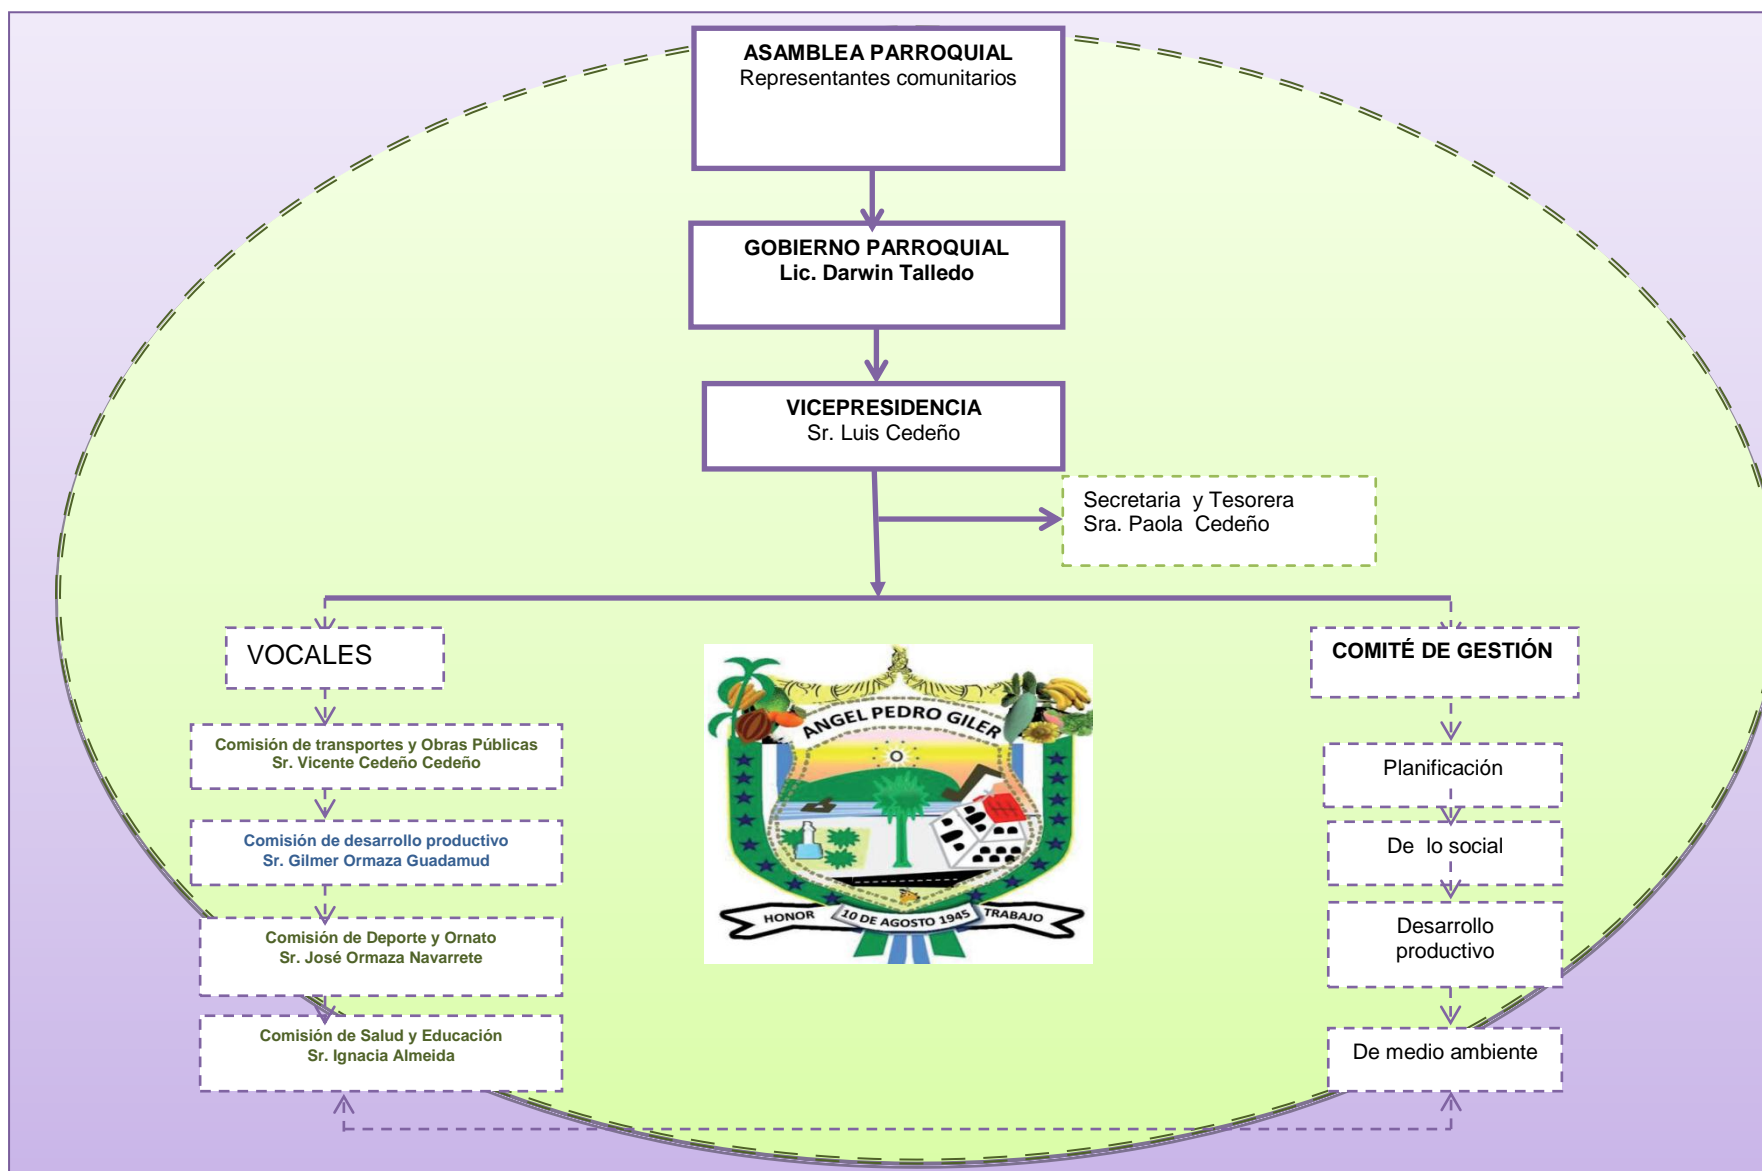 ASAMBLEA PARROQUIAL
Representantes comunitarios
GOBIERNO PARROQUIAL
Lic. Darwin Talledo
VICEPRESIDENCIA
Sr. Luis Cedeño
Secretaria y Tesorera
Sra. Paola Cedeño
VOCALES
Comisión de transportes y Obras Públicas
Sr. Vicente Cedeño Cedeño
Comisión de desarrollo productivo
Sr. Gilmer Ormaza Guadamud
Comisión de Deporte y Ornato
Sr. José Ormaza Navarrete
Comisión de Salud y Educación
Sr. Ignacia Almeida
ANGEL PEDRO GILER
HONOR 10 DE AGOSTO 1945 TRABAJO
COMITÉ DE GESTIÓN
Planificación
De lo social
Desarrollo
productivo
De medio ambiente